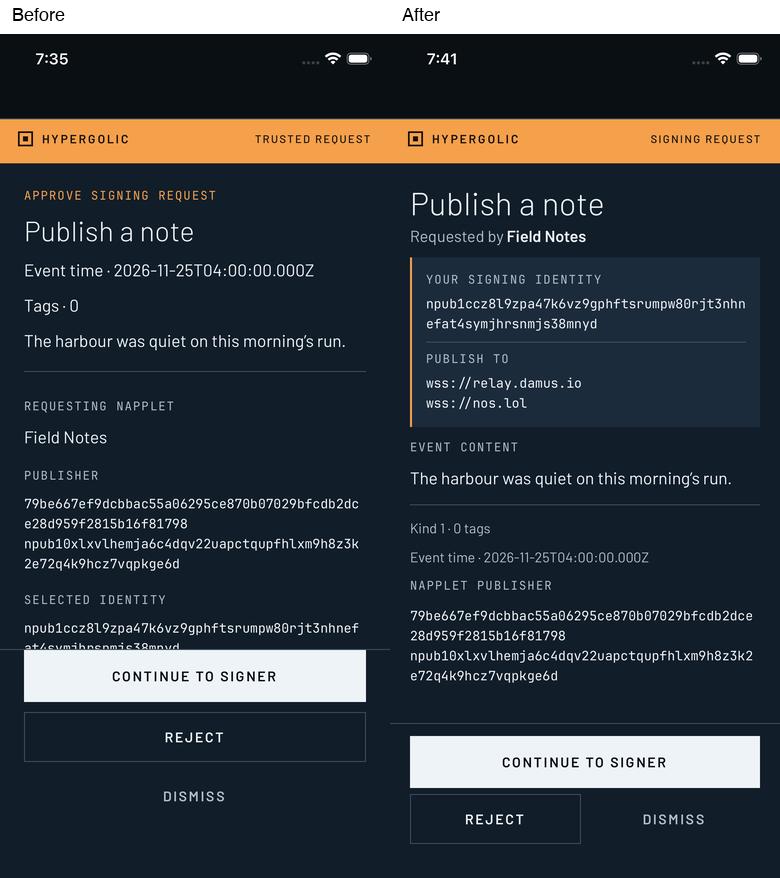 Before
7:35
HYPERGOLIC
TRUSTED REQUEST
APPROVE SIGNING REQUEST
Publish a note
Event time · 2026-11-25T04:00:00.000Z
Tags · 0
The harbour was quiet on this morning's run.
REQUESTING NAPPLET
Field Notes
PUBLISHER
79be667ef9dcbbac55a06295ce870b07029bfcdb2dc
e28d959f2815b16f81798
npub10xlxvlhemja6c4dqv22uapctqupfhlxm9h8z3k
2e72q4k9hcz7vqpkge6d
SELECTED IDENTITY
npub1ccz8l9zpa47k6vz9gphftsrumpw80rjt3nhnef
at4symjhrsnmjs38mnyd
CONTINUE TO SIGNER
REJECT
DISMISS
After
7:41
HYPERGOLIC
SIGNING REQUEST
Publish a note
Requested by Field Notes
YOUR SIGNING IDENTITY
npub1ccz8l9zpa47k6vz9gphftsrumpw80rjt3nhn
efat4symjhrsnmjs38mnyd
PUBLISH TO
wss://relay.damus.io
wss://nos.lol
EVENT CONTENT
The harbour was quiet on this morning's run.
Kind 1 · 0 tags
Event time · 2026-11-25T04:00:00.000Z
NAPPLET PUBLISHER
79be667ef9dcbbac55a06295ce870b07029bfcdb2dce
28d959f2815b16f81798
npub10xlxvlhemja6c4dqv22uapctqupfhlxm9h8z3k2
e72q4k9hcz7vqpkge6d
CONTINUE TO SIGNER
REJECT
DISMISS